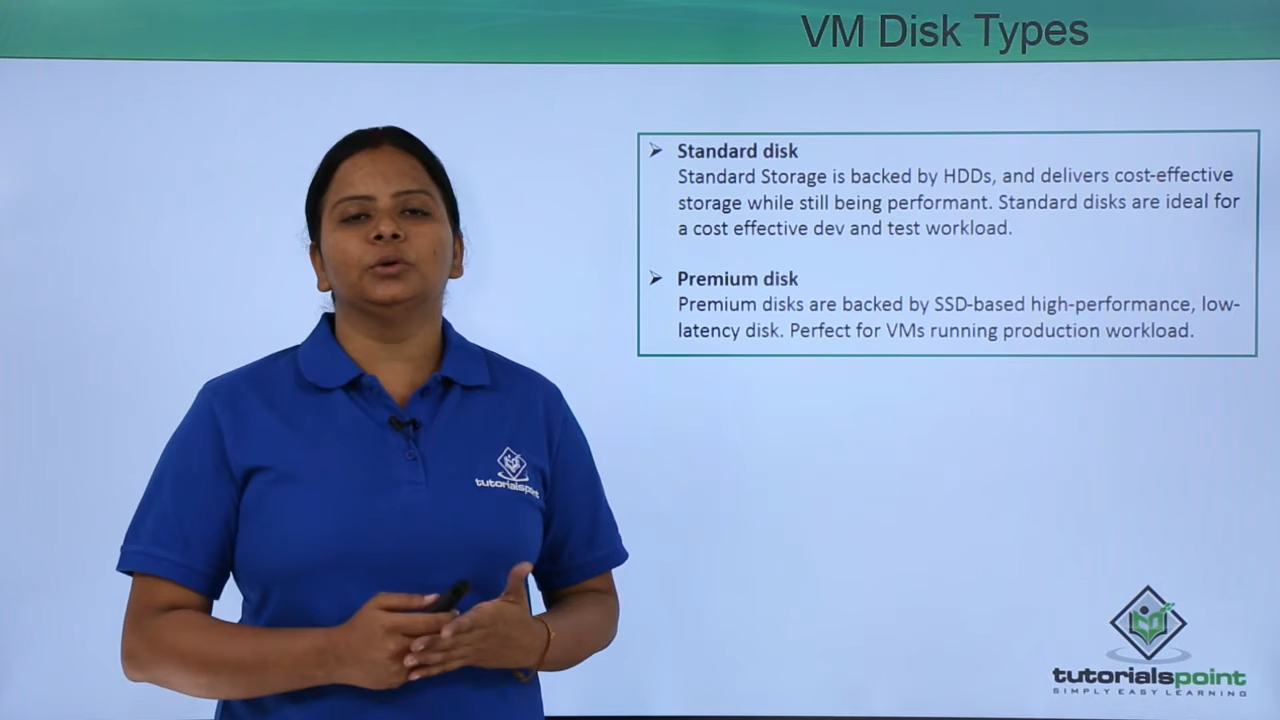 VM Disk Types
➢ Standard disk
Standard Storage is backed by HDDs, and delivers cost-effective
storage while still being performant. Standard disks are ideal for
a cost effective dev and test workload.
➢ Premium disk
Premium disks are backed by SSD-based high-performance, low-
latency disk. Perfect for VMs running production workload.
tutorialspoint
tutorialspoint
SIMPLY EASY LEARNING